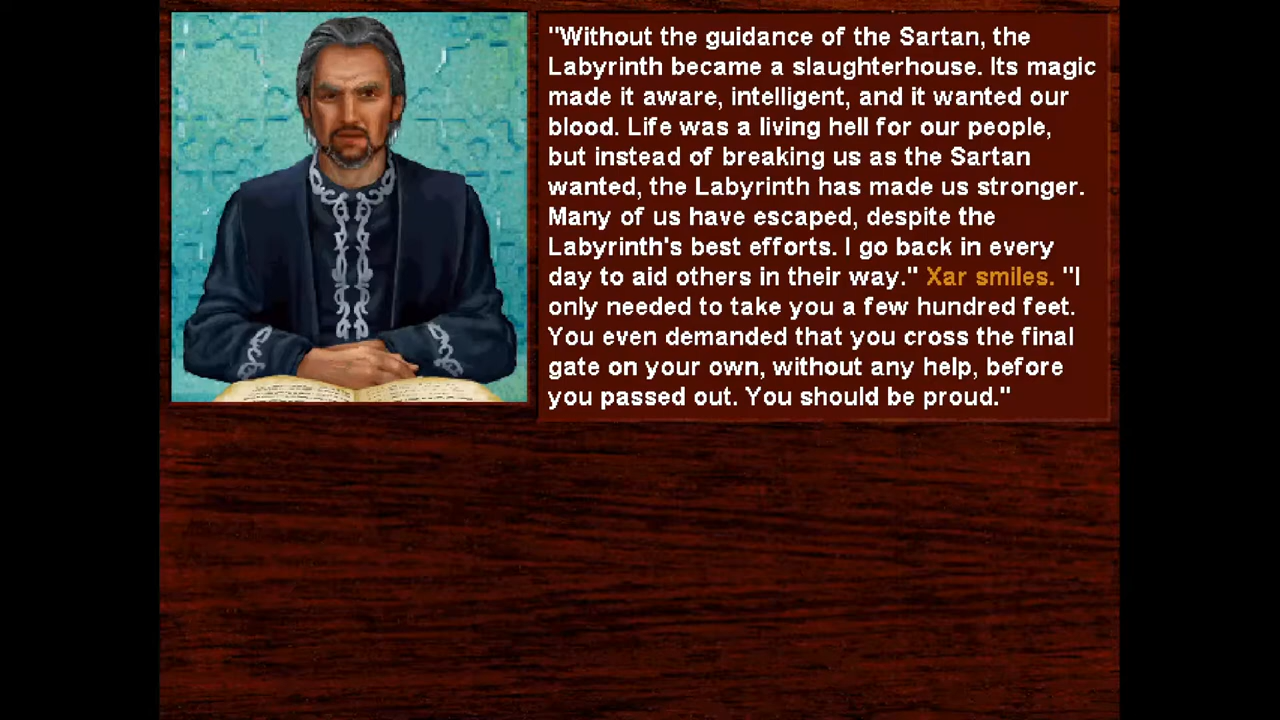 "Without the guidance of the Sartan, the
Labyrinth became a slaughterhouse. Its magic
made it aware, intelligent, and it wanted our
blood. Life was a living hell for our people,
but instead of breaking us as the Sartan
wanted, the Labyrinth has made us stronger.
Many of us have escaped, despite the
Labyrinth's best efforts. I go back in every
day to aid others in their way." Xar smiles. "I
only needed to take you a few hundred feet.
You even demanded that you cross the final
gate on your own, without any help, before
you passed out. You should be proud."